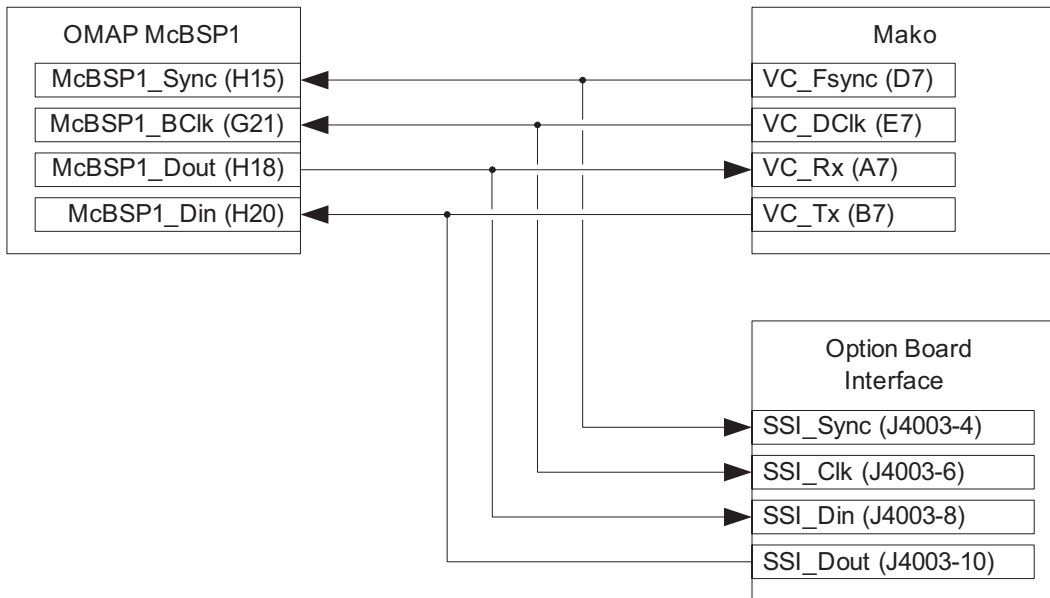 OMAP McBSP1
McBSP1_Sync (H15)
McBSP1_BClk (G21)
McBSP1_Dout (H18)
McBSP1_Din (H20)
Mako
VC_Fsync (D7)
VC_DClk (E7)
VC_Rx (A7)
VC_Tx (B7)
Option Board
Interface
SSI_Sync (J4003-4)
SSI_Clk (J4003-6)
SSI_Din (J4003-8)
SSI_Dout (J4003-10)